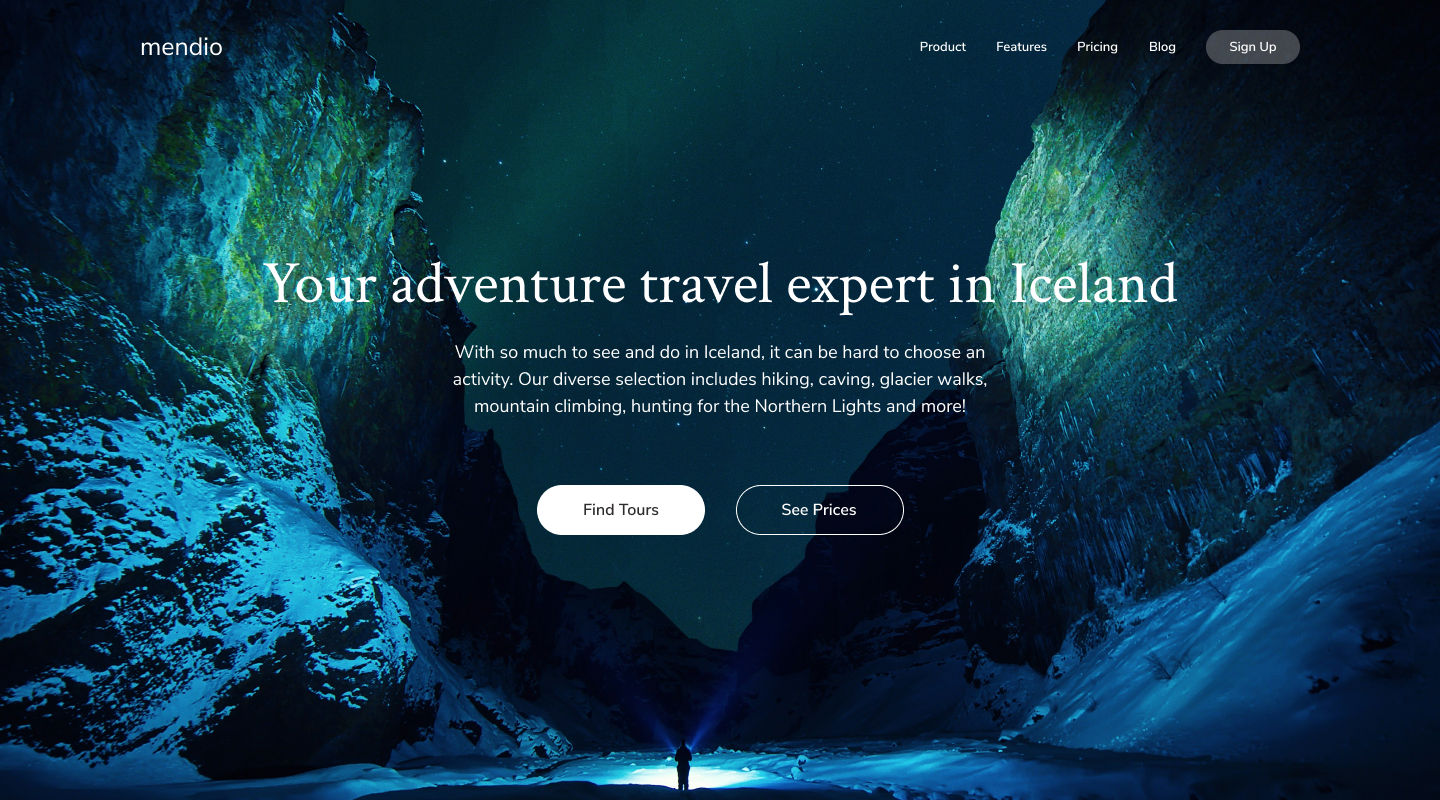 mendio
Product Features Pricing Blog Sign Up
Your adventure travel expert in Iceland
With so much to see and do in Iceland, it can be hard to choose an
activity. Our diverse selection includes hiking, caving, glacier walks,
mountain climbing, hunting for the Northern Lights and more!
Find Tours See Prices